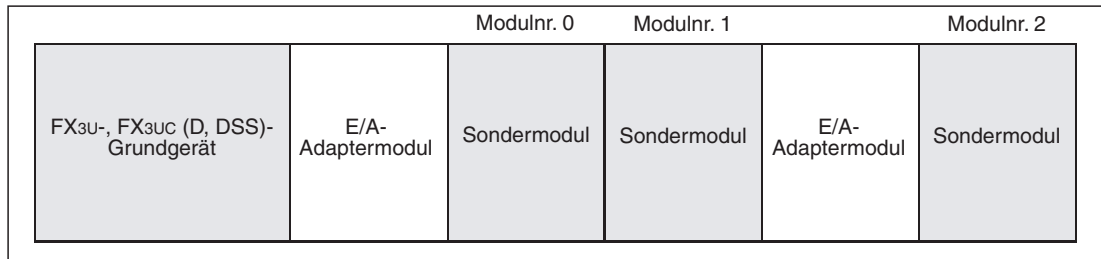 Modulnr. 0 Modulnr. 1 Modulnr. 2
FX3U-, FX3UC (D, DSS)-
Grundgerät
E/A-
Adaptermodul
Sondermodul
Sondermodul
E/A-
Adaptermodul
Sondermodul